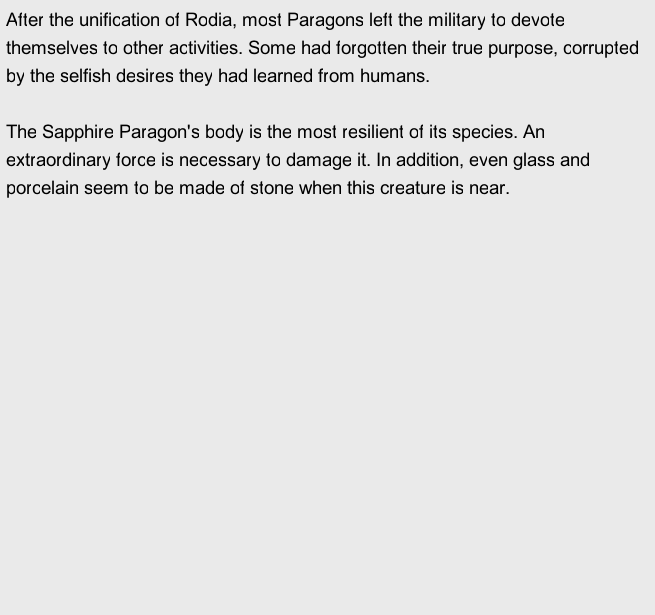 After the unification of Rodia, most Paragons left the military to devote
themselves to other activities. Some had forgotten their true purpose, corrupted
by the selfish desires they had learned from humans.
The Sapphire Paragon's body is the most resilient of its species. An
extraordinary force is necessary to damage it. In addition, even glass and
porcelain seem to be made of stone when this creature is near.